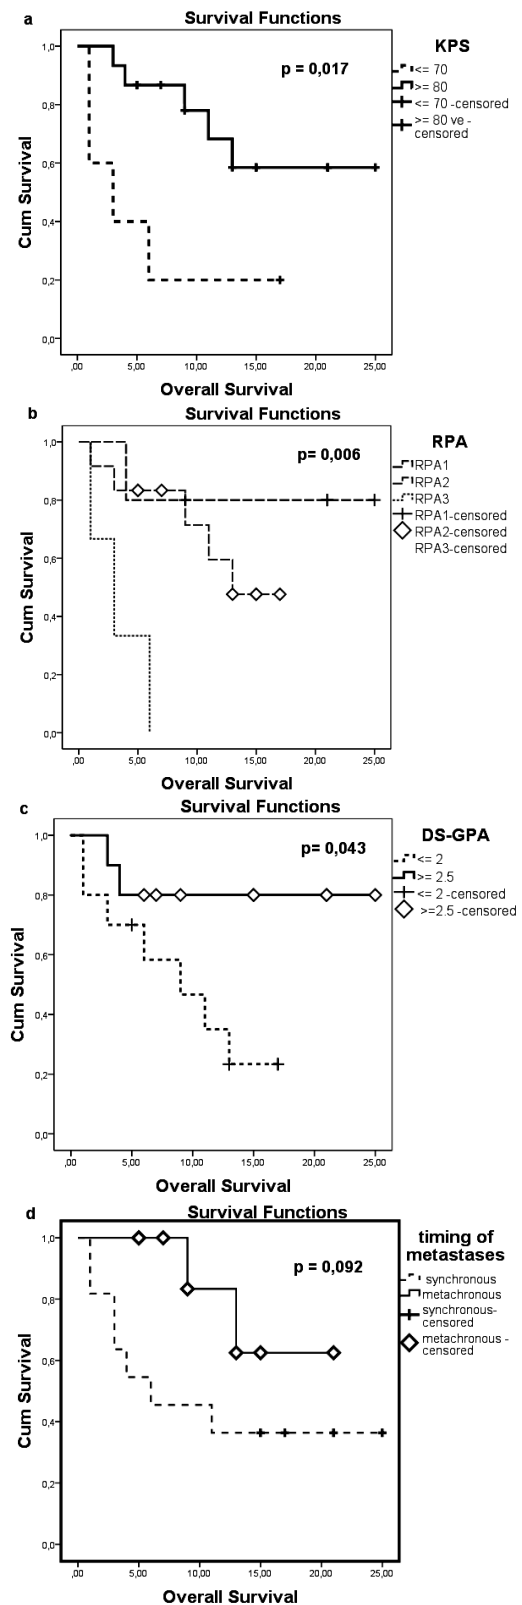 a
Survival Functions
KPS
p = 0,017
<= 70
>= 80
<= 70 -censored
>= 80 ve -
censored
Cum Survival
1,0
0,8
0,6
0,4
0,2
0,0
,00 5,00 10,00 15,00 20,00 25,00
Overall Survival
b
Survival Functions
RPA
p= 0,006
RPA1
RPA2
RPA3
RPA1-censored
RPA2-censored
RPA3-censored
Cum Survival
1,0
0,8
0,6
0,4
0,2
0,0
,00 5,00 10,00 15,00 20,00 25,00
Overall Survival
c
Survival Functions
DS-GPA
p= 0,043
<= 2
>= 2.5
<= 2 -censored
>=2.5 -censored
Cum Survival
1,0
0,8
0,6
0,4
0,2
0,0
,00 5,00 10,00 15,00 20,00 25,00
Overall Survival
d
Survival Functions
timing of
metastases
p = 0,092
synchronous
metachronous
synchronous-
censored
metachronous -
censored
Cum Survival
1,0
0,8
0,6
0,4
0,2
0,0
,00 5,00 10,00 15,00 20,00 25,00
Overall Survival